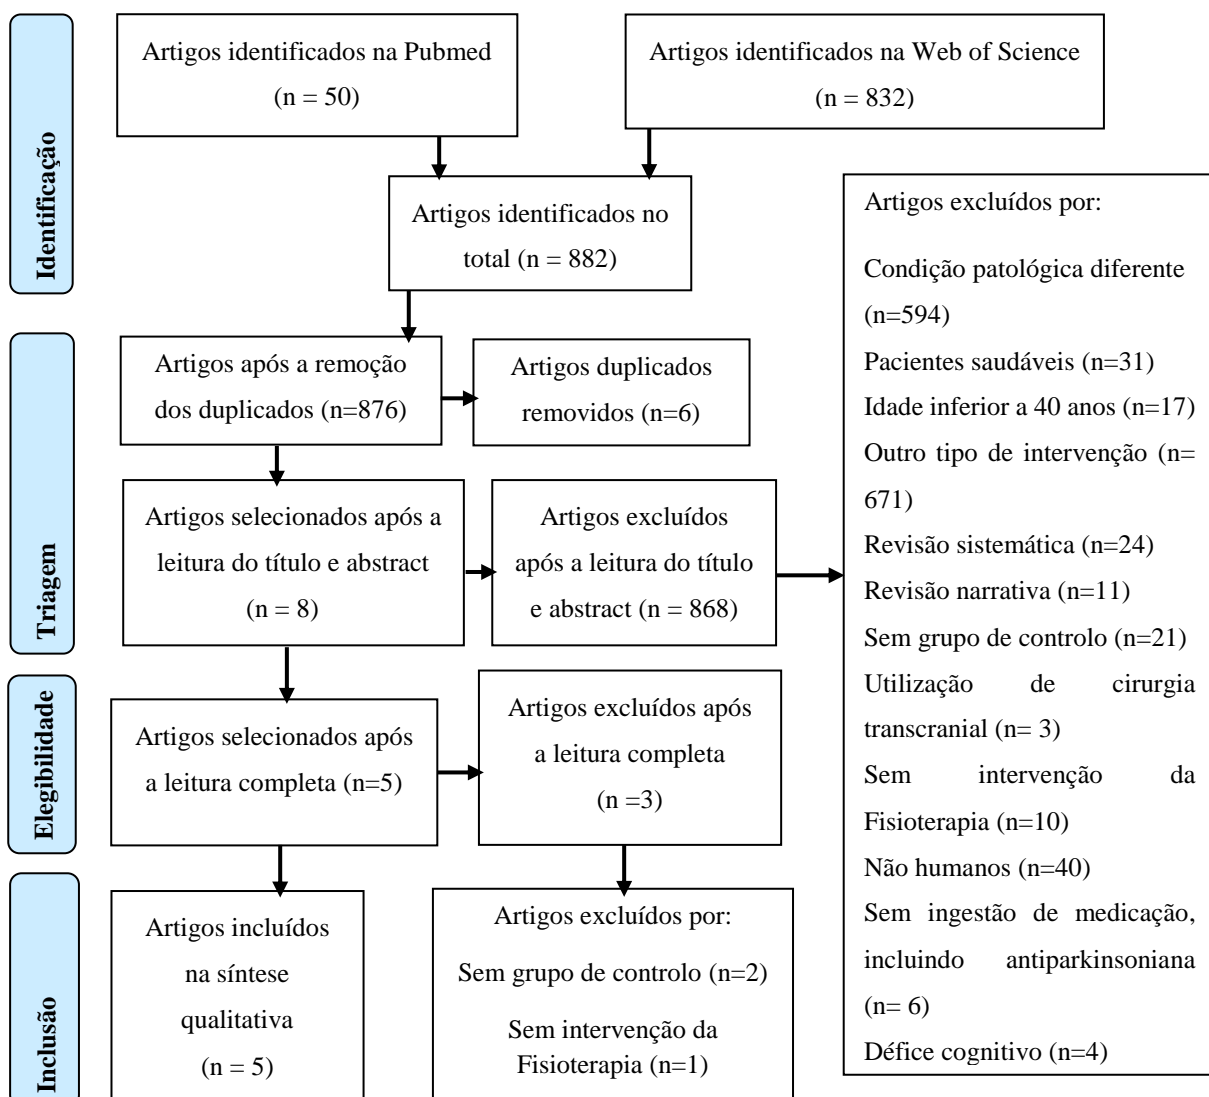 Identificação
Artigos identificados na Pubmed
(n = 50)
Artigos identificados na Web of Science
(n = 832)
Artigos identificados no
total (n = 882)
Triagem
Artigos após a remoção
dos duplicados (n=876)
Artigos duplicados
removidos (n=6)
Artigos selecionados após a
leitura do título e abstract
(n = 8)
Artigos excluídos
após a leitura do título
e abstract (n = 868)
Artigos excluídos por:
Condição patológica diferente
(n=594)
Pacientes saudáveis (n=31)
Idade inferior a 40 anos (n=17)
Outro tipo de intervenção (n=
671)
Revisão sistemática (n=24)
Revisão narrativa (n=11)
Sem grupo de controlo (n=21)
Utilização de cirurgia
transcranial (n= 3)
Sem intervenção da
Fisioterapia (n=10)
Não humanos (n=40)
Sem ingestão de medicação,
incluindo antiparkinsoniana
(n= 6)
Défice cognitivo (n=4)
Elegibilidade
Artigos selecionados após
a leitura completa (n=5)
Artigos excluídos após
a leitura completa
(n =3)
Inclusão
Artigos incluídos
na síntese
qualitativa
(n = 5)
Artigos excluídos por:
Sem grupo de controlo (n=2)
Sem intervenção da
Fisioterapia (n=1)